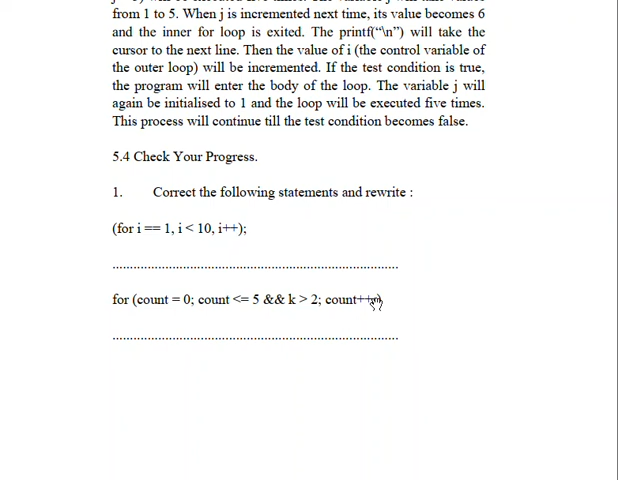 from 1 to 5. When j is incremented next time, its value becomes 6
and the inner for loop is exited. The printf(“\n”) will take the
cursor to the next line. Then the value of i (the control variable of
the outer loop) will be incremented. If the test condition is true,
the program will enter the body of the loop. The variable j will
again be initialised to 1 and the loop will be executed five times.
This process will continue till the test condition becomes false.
5.4 Check Your Progress.
1. Correct the following statements and rewrite :
(for i == 1, i < 10, i++);
....................................................................................................
for (count = 0; count <= 5 && k > 2; count++
....................................................................................................